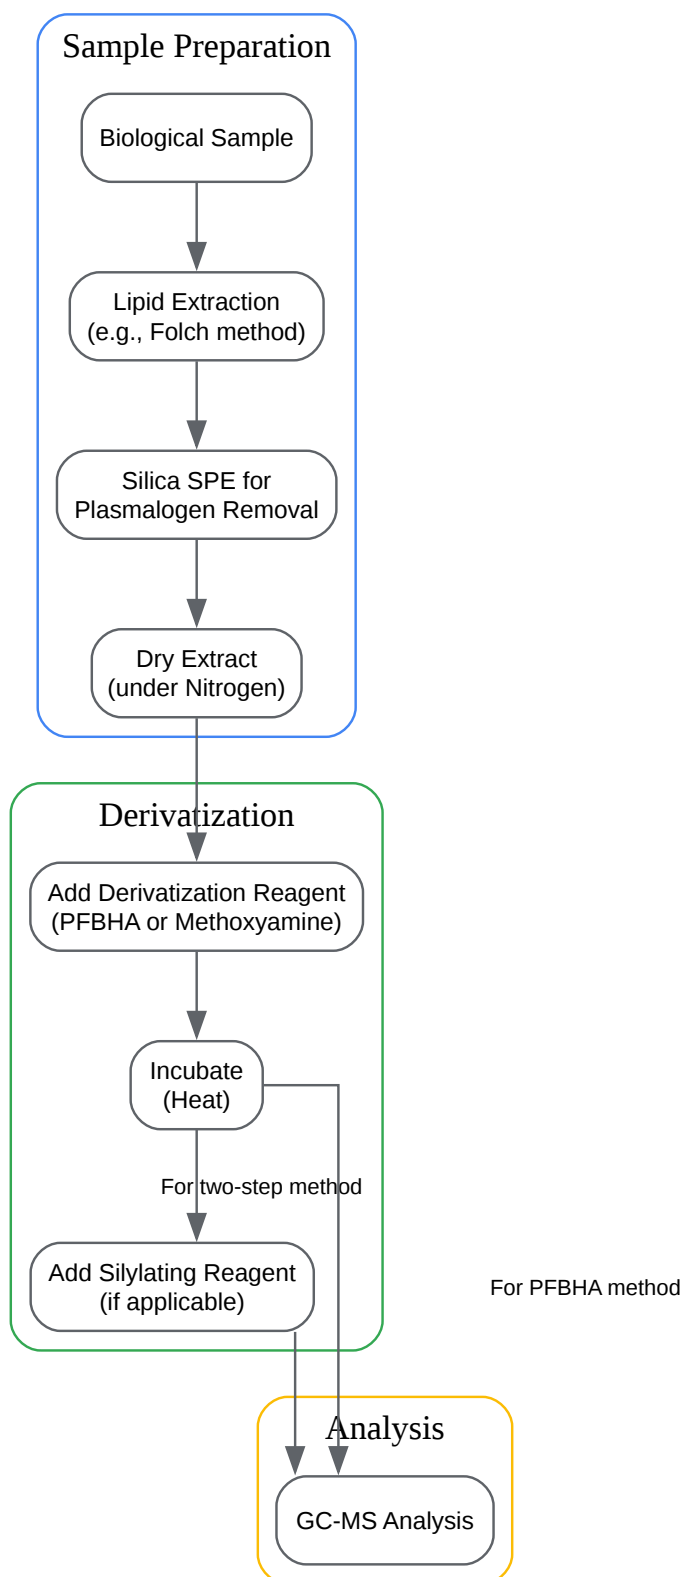 Sample Preparation
Biological Sample
Lipid Extraction
(e.g., Folch method)
Silica SPE for
Plasmalogen Removal
Dry Extract
(under Nitrogen)
Derivatization
Add Derivatization Reagent
(PFBHA or Methoxyamine)
Incubate
(Heat)
For two-step method
Add Silylating Reagent
(if applicable)
For PFBHA method
Analysis
GC-MS Analysis